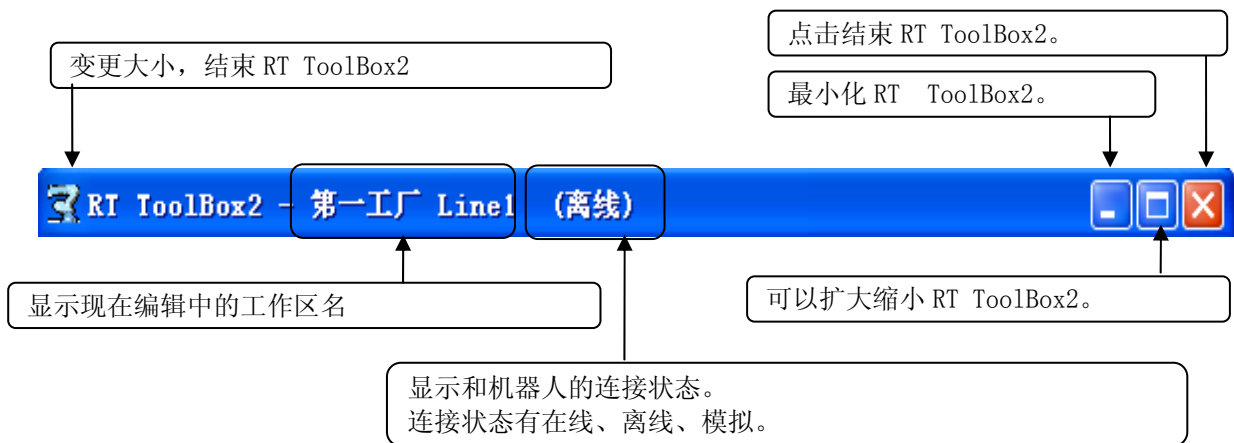 点击结束 RT ToolBox2。
变更大小，结束 RT ToolBox2
最小化 RT ToolBox2。
RT ToolBox2 - 第一工厂 Line1 (离线)
显示现在编辑中的工作区名
可以扩大缩小 RT ToolBox2。
显示和机器人的连接状态。
连接状态有在线、离线、模拟。